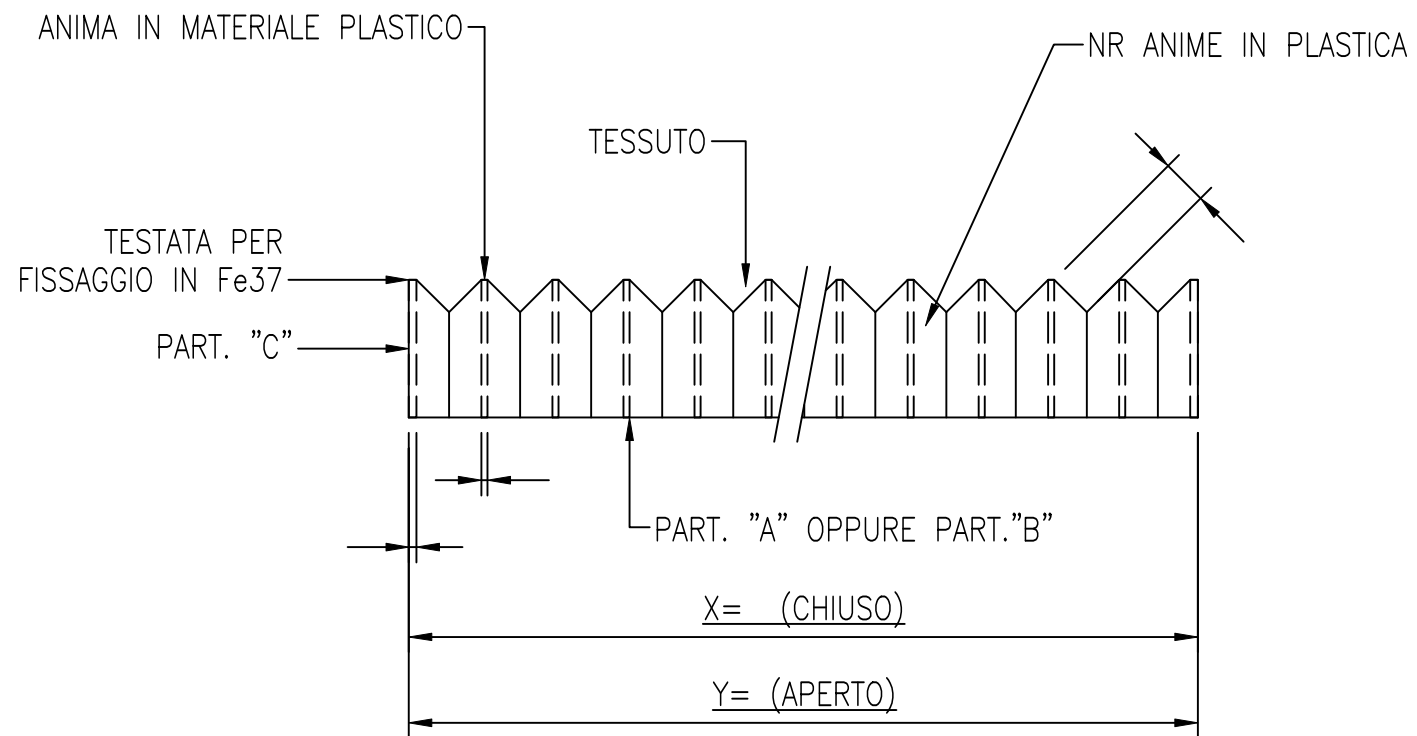 ANIMA IN MATERIALE PLASTICO
NR ANIME IN PLASTICA
TESSUTO
TESTATA PER
FISSAGGIO IN Fe37
PART. "C"
PART. "A" OPPURE PART."B"
X= (CHIUSO)
Y= (APERTO)